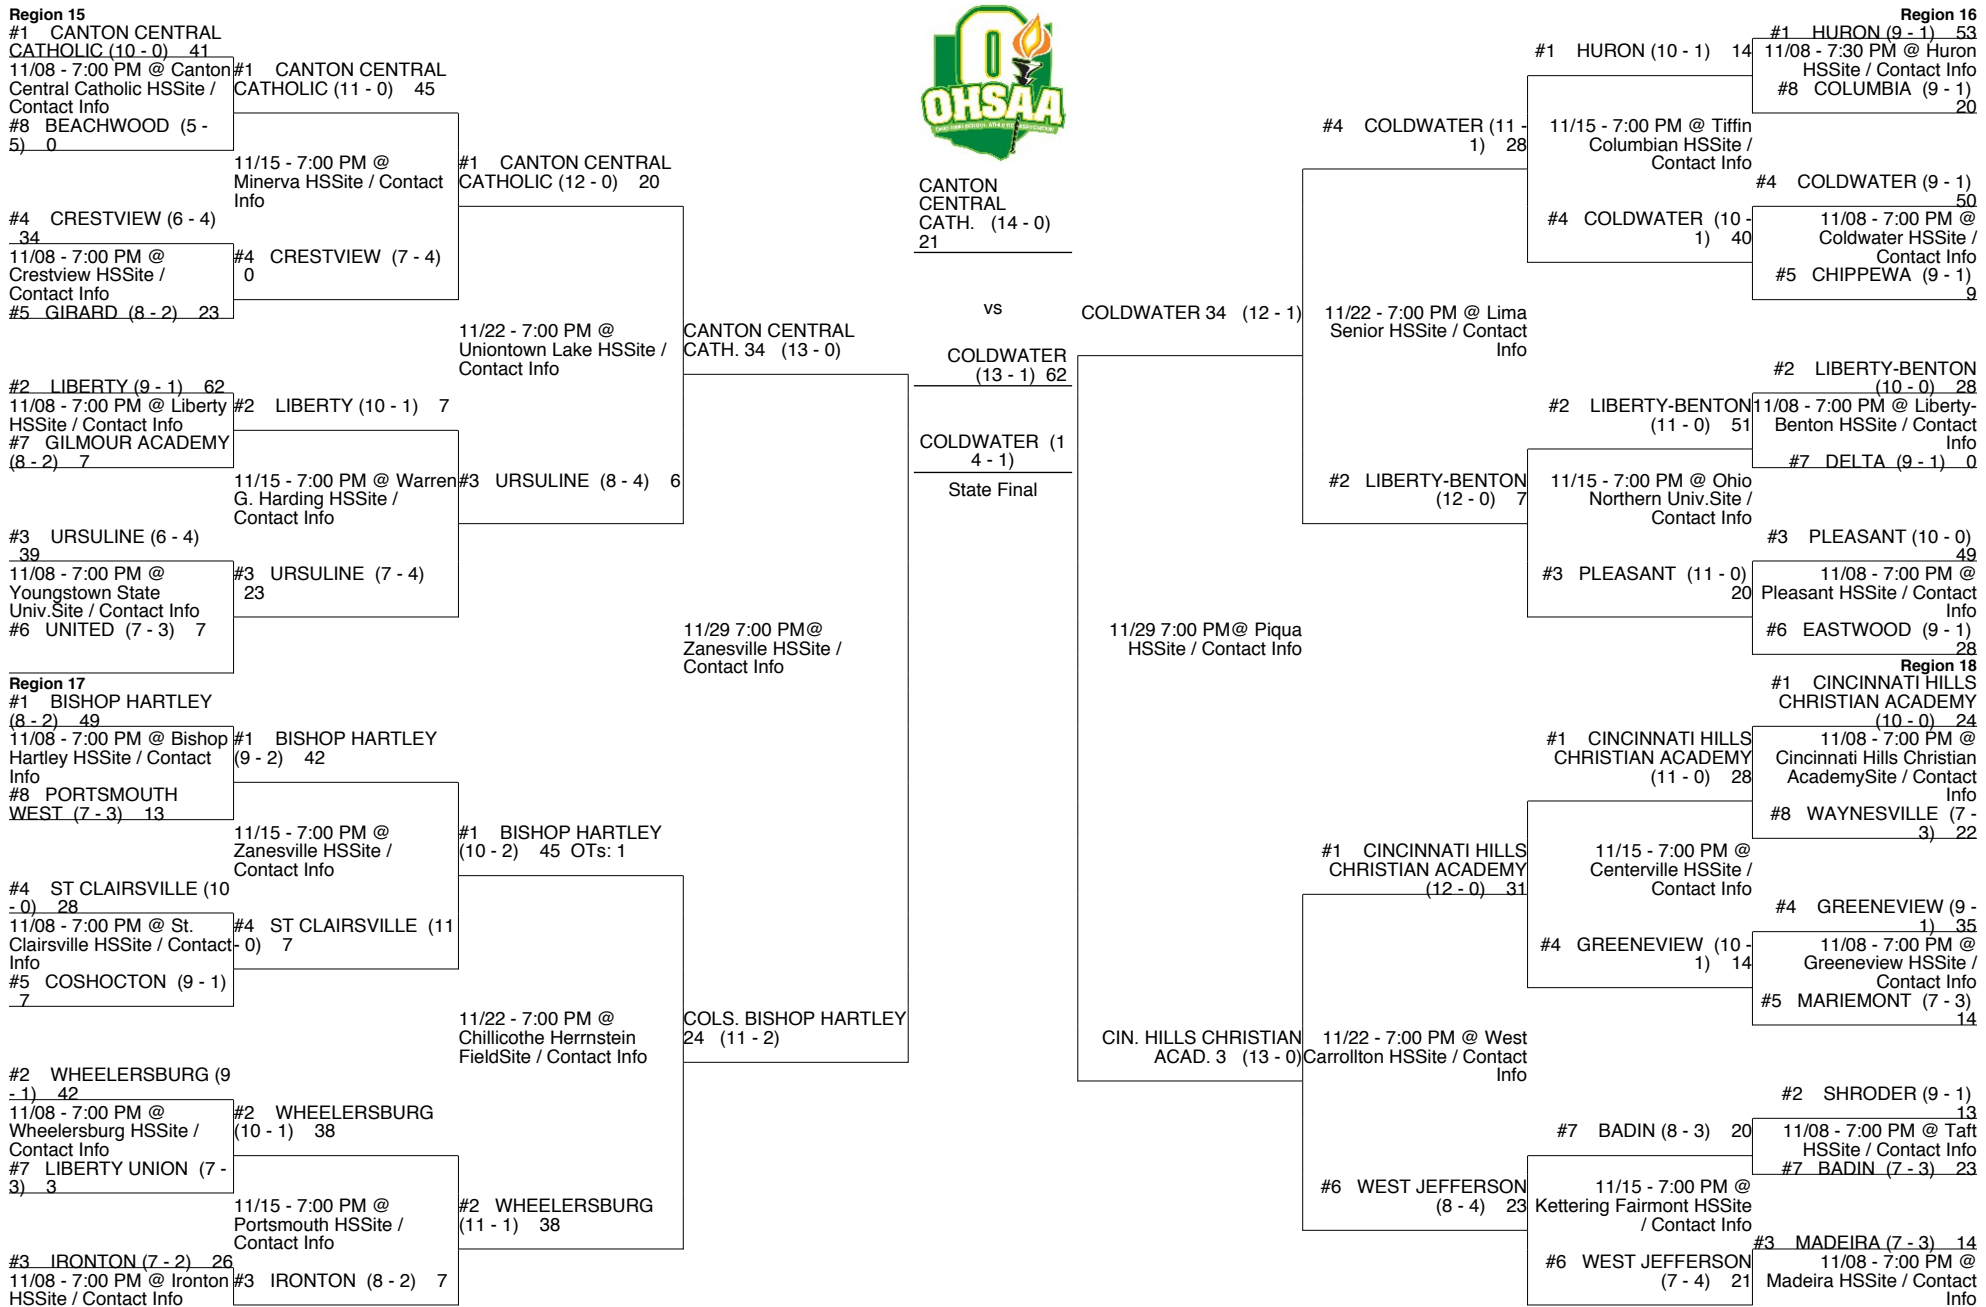 Region 15
#1 CANTON CENTRAL
CATHOLIC (10 - 0) 41
11/08 - 7:00 PM @ Canton
Central Catholic HSSite /
Contact Info
#8 BEACHWOOD (5 -
5) 0
#4 CRESTVIEW (6 - 4)
34
11/08 - 7:00 PM @
Crestview HSSite /
Contact Info
#5 GIRARD (8 - 2) 23
#2 LIBERTY (9 - 1) 62
11/08 - 7:00 PM @ Liberty
HSSite / Contact Info
#7 GILMOUR ACADEMY
(8 - 2) 7
#3 URSULINE (6 - 4)
39
11/08 - 7:00 PM @
Youngstown State
Univ.Site / Contact Info
#6 UNITED (7 - 3) 7
Region 17
#1 BISHOP HARTLEY
(8 - 2) 49
11/08 - 7:00 PM @ Bishop
Hartley HSSite / Contact
Info
#8 PORTSMOUTH
WEST (7 - 3) 13
#4 ST CLAIRSVILLE (10
- 0) 28
11/08 - 7:00 PM @ St.
Clairsville HSSite / Contact
Info
#5 COSHOCTON (9 - 1)
7
#2 WHEELERSBURG (9
- 1) 42
11/08 - 7:00 PM @
Wheelersburg HSSite /
Contact Info
#7 LIBERTY UNION (7 -
3) 3
#3 IRONTON (7 - 2) 26
11/08 - 7:00 PM @ Ironton
HSSite / Contact Info
#1 CANTON CENTRAL
CATHOLIC (11 - 0) 45
11/15 - 7:00 PM @
Minerva HSSite / Contact
Info
#4 CRESTVIEW (7 - 4)
0
#2 LIBERTY (10 - 1) 7
11/15 - 7:00 PM @ Warren
G. Harding HSSite /
Contact Info
#3 URSULINE (7 - 4)
23
#1 BISHOP HARTLEY
(9 - 2) 42
11/15 - 7:00 PM @
Zanesville HSSite /
Contact Info
#4 ST CLAIRSVILLE (11
- 0) 7
#2 WHEELERSBURG
(10 - 1) 38
11/15 - 7:00 PM @
Portsmouth HSSite /
Contact Info
#3 IRONTON (8 - 2) 7
#1 CANTON CENTRAL
CATHOLIC (12 - 0) 20
11/22 - 7:00 PM @
Uniontown Lake HSSite /
Contact Info
#3 URSULINE (8 - 4) 6
#1 BISHOP HARTLEY
(10 - 2) 45 OTs: 1
11/22 - 7:00 PM @
Chillicothe Herrnstein
FieldSite / Contact Info
#2 WHEELERSBURG
(11 - 1) 38
CANTON CENTRAL
CATH. 34 (13 - 0)
11/29 7:00 PM@
Zanesville HSSite /
Contact Info
COLS. BISHOP HARTLEY
24 (11 - 2)
OHSAA
CANTON
CENTRAL
CATH. (14 - 0)
21
vs
COLDWATER
(13 - 1) 62
COLDWATER (1
4 - 1)
State Final
COLDWATER 34 (12 - 1)
11/29 7:00 PM@ Piqua
HSSite / Contact Info
CIN. HILLS CHRISTIAN
ACAD. 3 (13 - 0)
#4 COLDWATER (11 -
1) 28
11/22 - 7:00 PM @ Lima
Senior HSSite / Contact
Info
#2 LIBERTY-BENTON
(12 - 0) 7
#1 CINCINNATI HILLS
CHRISTIAN ACADEMY
(12 - 0) 31
11/22 - 7:00 PM @ West
Carrollton HSSite / Contact
Info
#6 WEST JEFFERSON
(8 - 4) 23
#1 HURON (10 - 1) 14
11/15 - 7:00 PM @ Tiffin
Columbian HSSite /
Contact Info
#4 COLDWATER (10 -
1) 40
#2 LIBERTY-BENTON
(11 - 0) 51
11/15 - 7:00 PM @ Ohio
Northern Univ.Site /
Contact Info
#3 PLEASANT (11 - 0)
20
#1 CINCINNATI HILLS
CHRISTIAN ACADEMY
(11 - 0) 28
11/15 - 7:00 PM @
Centerville HSSite /
Contact Info
#4 GREENEVIEW (10 -
1) 14
#7 BADIN (8 - 3) 20
11/15 - 7:00 PM @
Kettering Fairmont HSSite
/ Contact Info
#6 WEST JEFFERSON
(7 - 4) 21
Region 16
#1 HURON (9 - 1) 53
11/08 - 7:30 PM @ Huron
HSSite / Contact Info
#8 COLUMBIA (9 - 1)
20
#4 COLDWATER (9 - 1)
50
11/08 - 7:00 PM @
Coldwater HSSite /
Contact Info
#5 CHIPPEWA (9 - 1)
9
#2 LIBERTY-BENTON
(10 - 0) 28
11/08 - 7:00 PM @ Liberty-
Benton HSSite / Contact
Info
#7 DELTA (9 - 1) 0
#3 PLEASANT (10 - 0)
49
11/08 - 7:00 PM @
Pleasant HSSite / Contact
Info
#6 EASTWOOD (9 - 1)
28
Region 18
#1 CINCINNATI HILLS
CHRISTIAN ACADEMY
(10 - 0) 24
11/08 - 7:00 PM @
Cincinnati Hills Christian
AcademySite / Contact
Info
#8 WAYNESVILLE (7 -
3) 22
#4 GREENEVIEW (9 -
1) 35
11/08 - 7:00 PM @
Greeneview HSSite /
Contact Info
#5 MARIEMONT (7 - 3)
14
#2 SHRODER (9 - 1)
13
11/08 - 7:00 PM @ Taft
HSSite / Contact Info
#7 BADIN (7 - 3) 23
#3 MADEIRA (7 - 3) 14
11/08 - 7:00 PM @
Madeira HSSite / Contact
Info